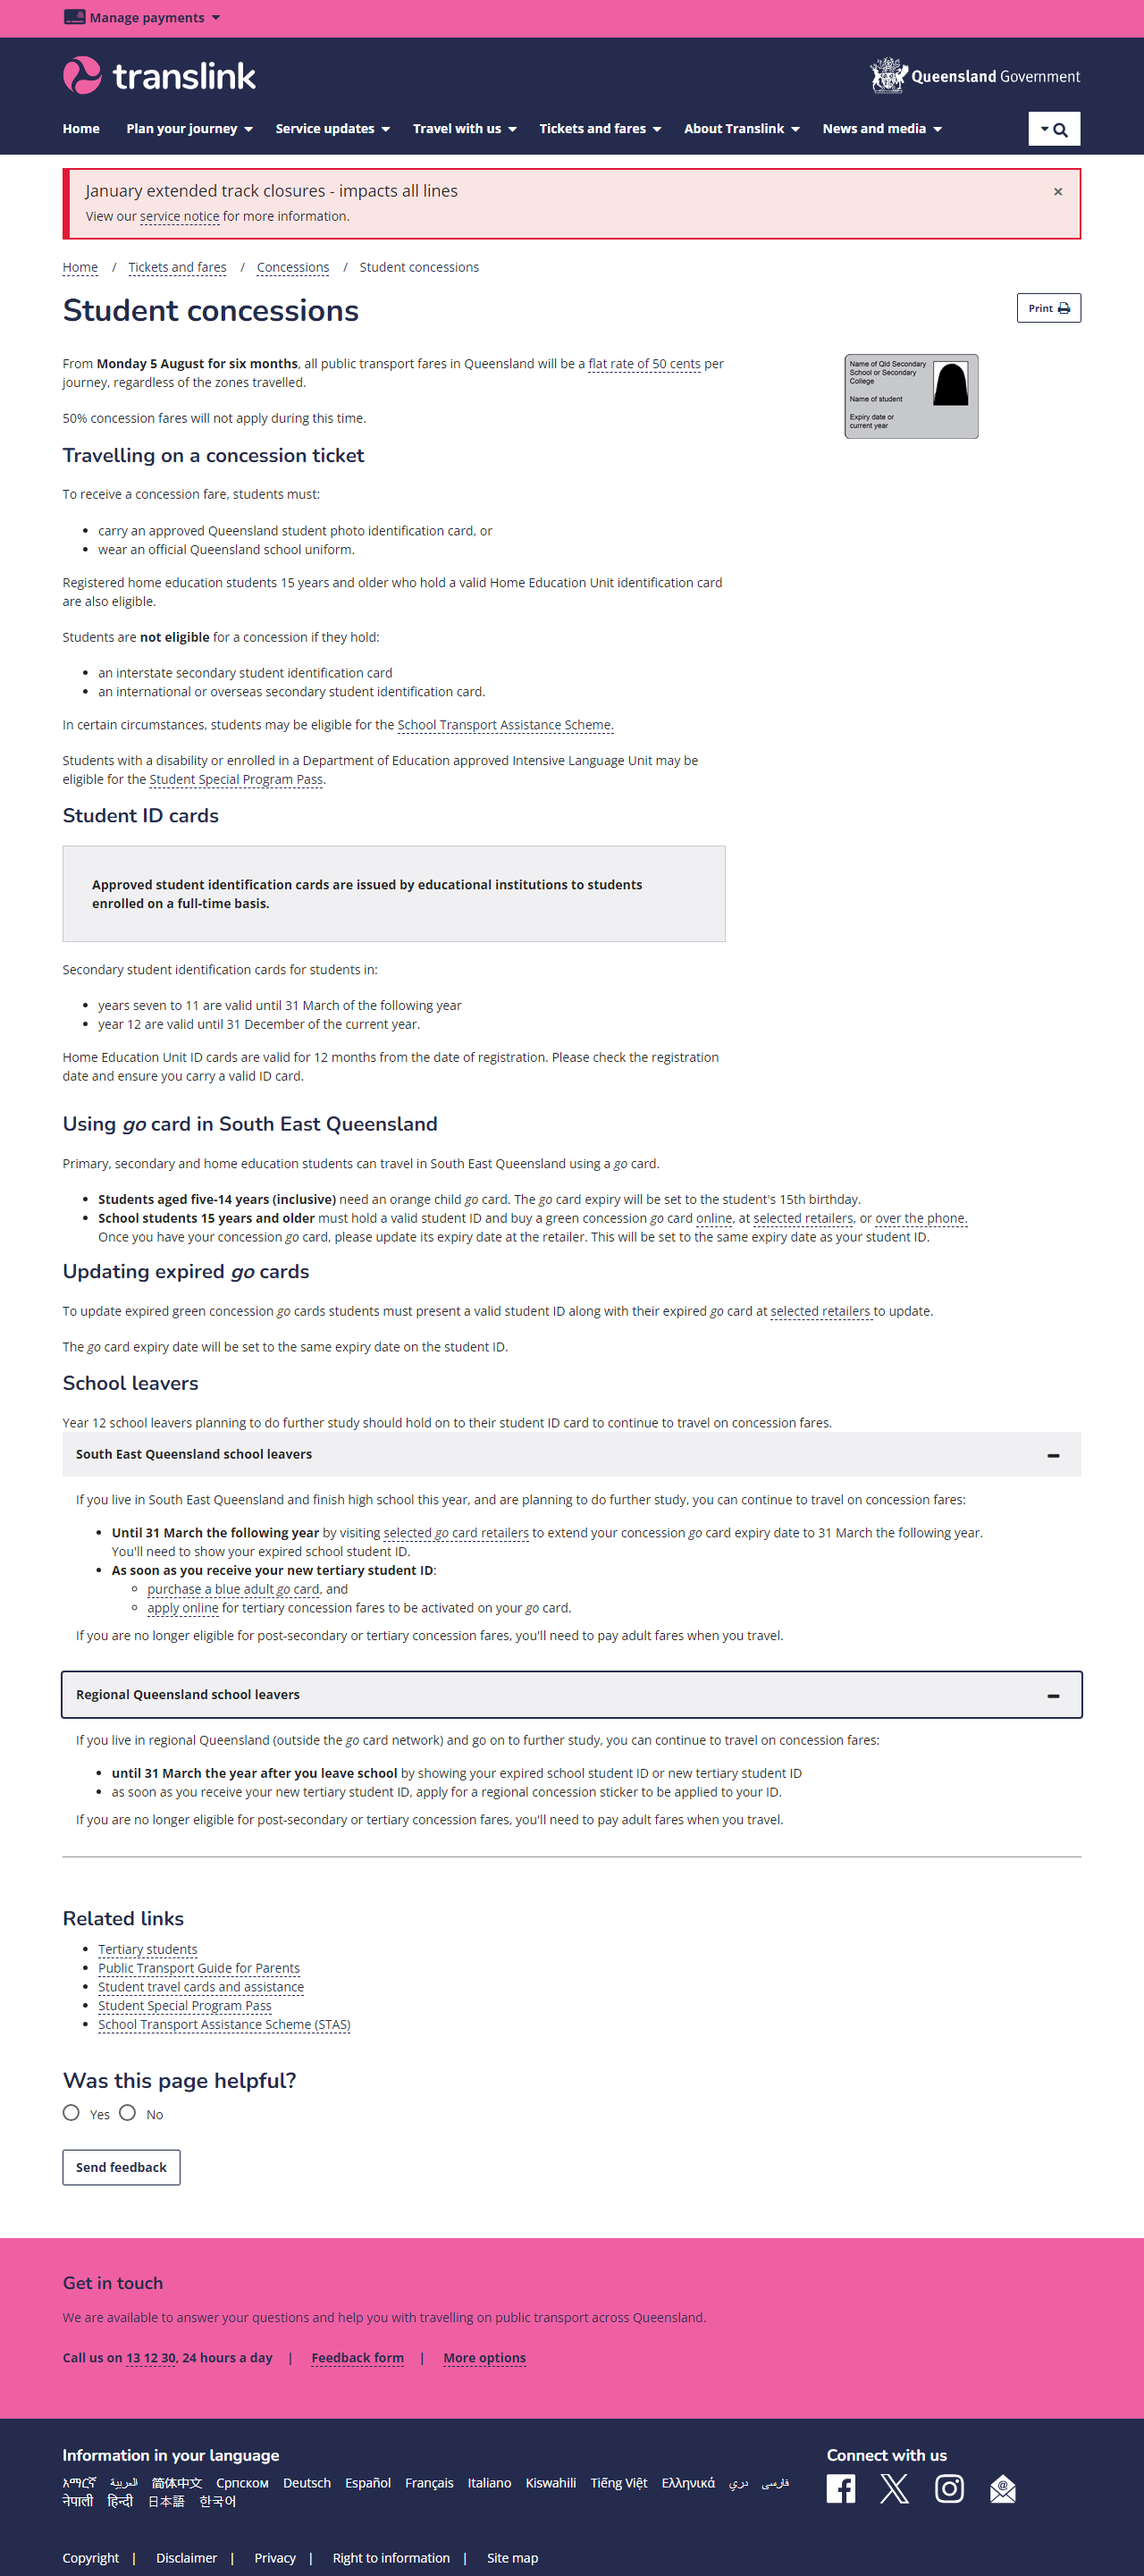 Manage payments
translink
Queensland Government
Home Plan your journey Service updates Travel with us Tickets and fares About Translink News and media
January extended track closures - impacts all lines
×
View our service notice for more information.
Home / Tickets and fares / Concessions / Student concessions
Student concessions
Print
From Monday 5 August for six months, all public transport fares in Queensland will be a flat rate of 50 cents per
journey, regardless of the zones travelled.
50% concession fares will not apply during this time.
Name of Qld Secondary
School or Secondary
College
Name of student
Expiry date or
current year
Travelling on a concession ticket
To receive a concession fare, students must:
• carry an approved Queensland student photo identification card, or
• wear an official Queensland school uniform.
Registered home education students 15 years and older who hold a valid Home Education Unit identification card
are also eligible.
Students are not eligible for a concession if they hold:
• an interstate secondary student identification card
• an international or overseas secondary student identification card.
In certain circumstances, students may be eligible for the School Transport Assistance Scheme.
Students with a disability or enrolled in a Department of Education approved Intensive Language Unit may be
eligible for the Student Special Program Pass.
Student ID cards
Approved student identification cards are issued by educational institutions to students
enrolled on a full-time basis.
Secondary student identification cards for students in:
• years seven to 11 are valid until 31 March of the following year
• year 12 are valid until 31 December of the current year.
Home Education Unit ID cards are valid for 12 months from the date of registration. Please check the registration
date and ensure you carry a valid ID card.
Using go card in South East Queensland
Primary, secondary and home education students can travel in South East Queensland using a go card.
• Students aged five-14 years (inclusive) need an orange child go card. The go card expiry will be set to the student's 15th birthday.
• School students 15 years and older must hold a valid student ID and buy a green concession go card online, at selected retailers, or over the phone.
Once you have your concession go card, please update its expiry date at the retailer. This will be set to the same expiry date as your student ID.
Updating expired go cards
To update expired green concession go cards students must present a valid student ID along with their expired go card at selected retailers to update.
The go card expiry date will be set to the same expiry date on the student ID.
School leavers
Year 12 school leavers planning to do further study should hold on to their student ID card to continue to travel on concession fares.
South East Queensland school leavers
If you live in South East Queensland and finish high school this year, and are planning to do further study, you can continue to travel on concession fares:
• Until 31 March the following year by visiting selected go card retailers to extend your concession go card expiry date to 31 March the following year.
You'll need to show your expired school student ID.
• As soon as you receive your new tertiary student ID:
◦ purchase a blue adult go card, and
◦ apply online for tertiary concession fares to be activated on your go card.
If you are no longer eligible for post-secondary or tertiary concession fares, you'll need to pay adult fares when you travel.
Regional Queensland school leavers
If you live in regional Queensland (outside the go card network) and go on to further study, you can continue to travel on concession fares:
• until 31 March the year after you leave school by showing your expired school student ID or new tertiary student ID
• as soon as you receive your new tertiary student ID, apply for a regional concession sticker to be applied to your ID.
If you are no longer eligible for post-secondary or tertiary concession fares, you'll need to pay adult fares when you travel.
Related links
• Tertiary students
• Public Transport Guide for Parents
• Student travel cards and assistance
• Student Special Program Pass
• School Transport Assistance Scheme (STAS)
Was this page helpful?
Yes No
Send feedback
Get in touch
We are available to answer your questions and help you with travelling on public transport across Queensland.
Call us on 13 12 30, 24 hours a day | Feedback form | More options
Information in your language
አማርኛ العربية 简体中文 Српском Deutsch Español Français Italiano Kiswahili Tiếng Việt Ελληνικά دری فارسی
नेपाली हिन्दी 日本語 한국어
Connect with us
Copyright | Disclaimer | Privacy | Right to information | Site map